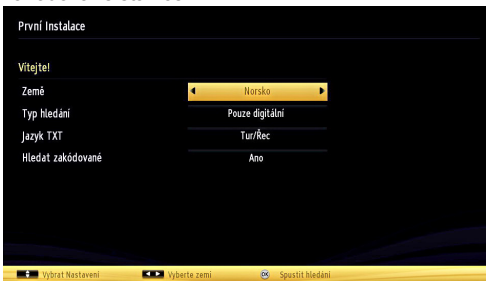 První Instalace
Vítejte!
Země Norsko
Typ hledání Pouze digitální
Jazyk TXT Tur/Řec
Hledat zakódované Ano
Vybrat Nastavení Vyberte zemi OK Spustit hledání